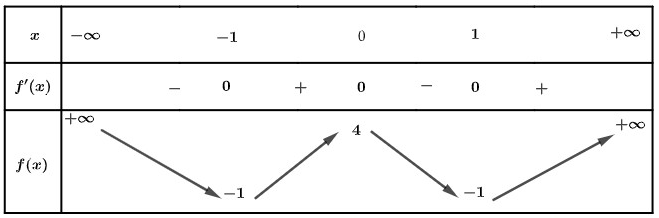 x −∞ −1 0 1 +∞
f′(x) − 0 + 0 − 0 +
+∞ 4 +∞
f(x)
−1 −1